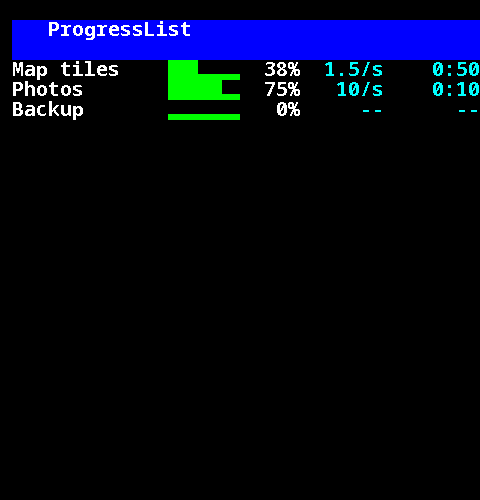 ProgressList
Map tiles 38% 1.5/s 0:50
Photos 75% 10/s 0:10
Backup 0% -- --